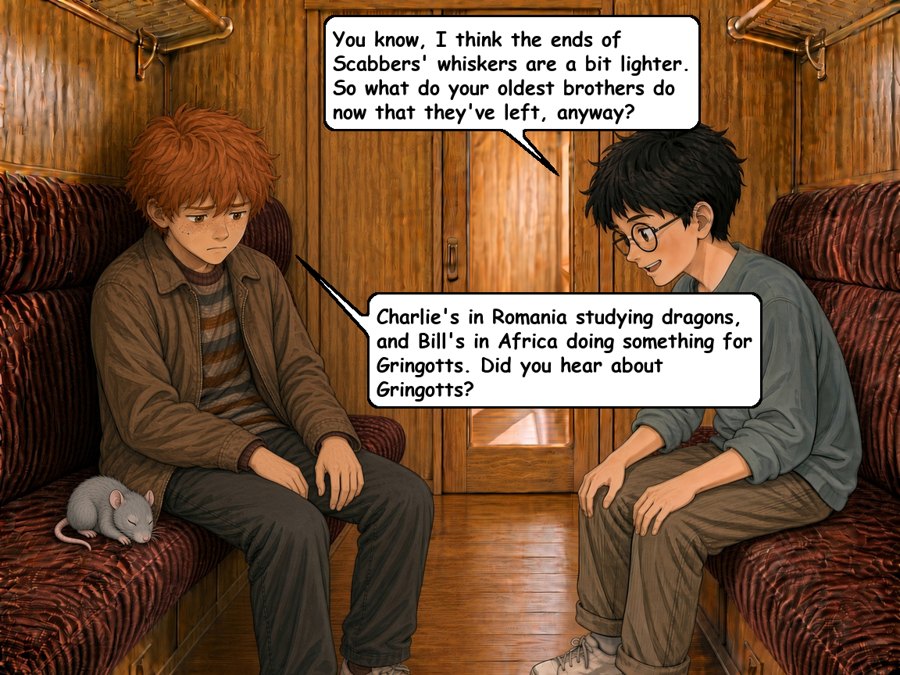 You know, I think the ends of
Scabbers' whiskers are a bit lighter.
So what do your oldest brothers do
now that they've left, anyway?
Charlie's in Romania studying dragons,
and Bill's in Africa doing something for
Gringotts. Did you hear about
Gringotts?